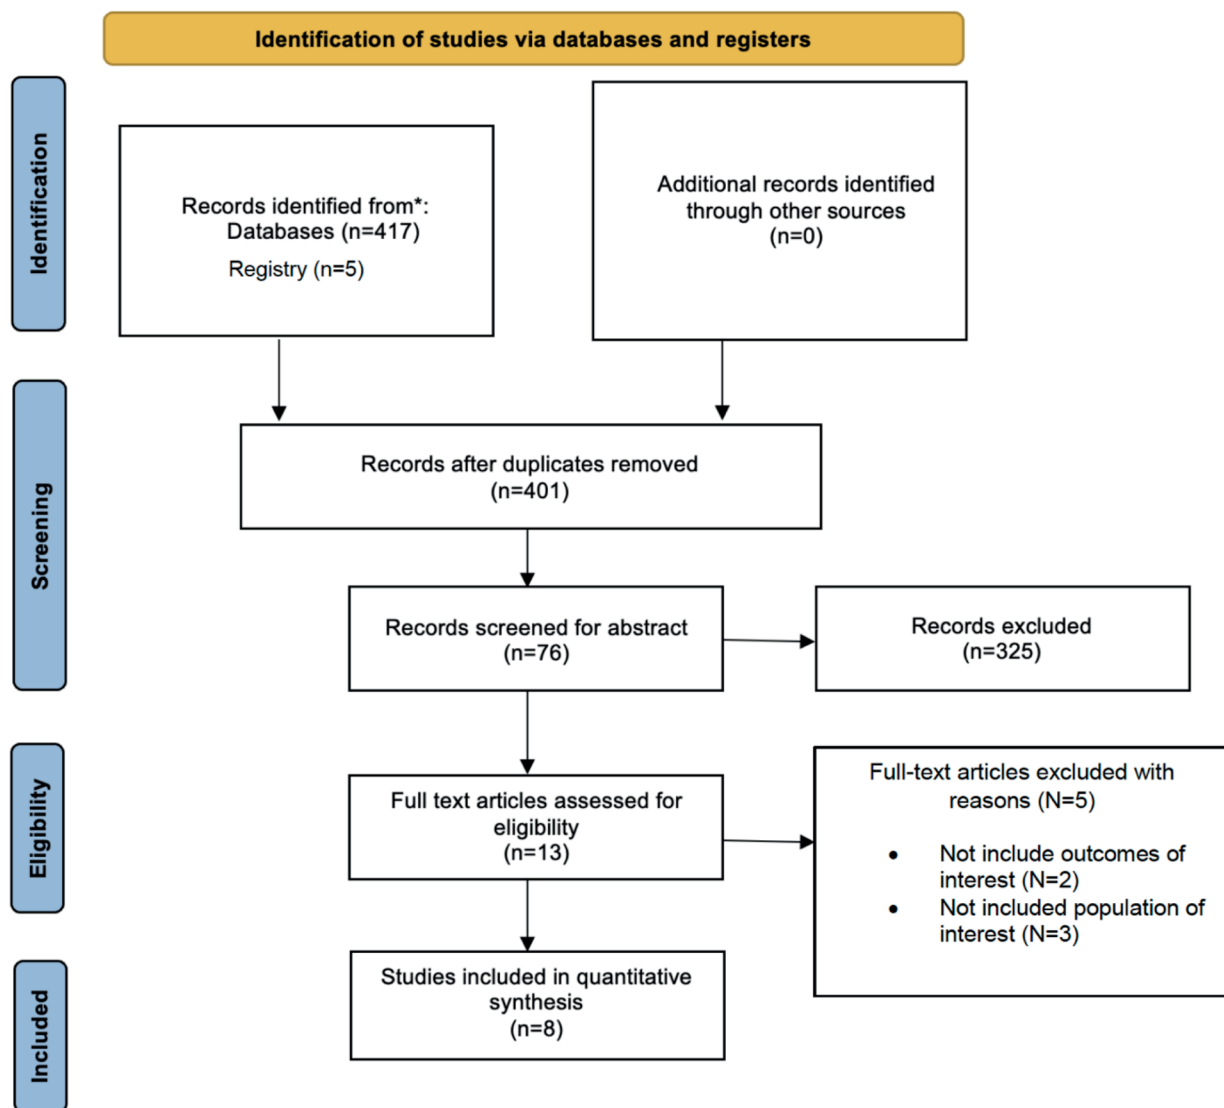 Identification of studies via databases and registers
Identification
Records identified from*:
Databases (n=417)
Registry (n=5)
Additional records identified
through other sources
(n=0)
Screening
Records after duplicates removed
(n=401)
Records screened for abstract
(n=76)
Records excluded
(n=325)
Eligibility
Full text articles assessed for
eligibility
(n=13)
Full-text articles excluded with
reasons (N=5)
• Not include outcomes of
interest (N=2)
• Not included population of
interest (N=3)
Included
Studies included in quantitative
synthesis
(n=8)